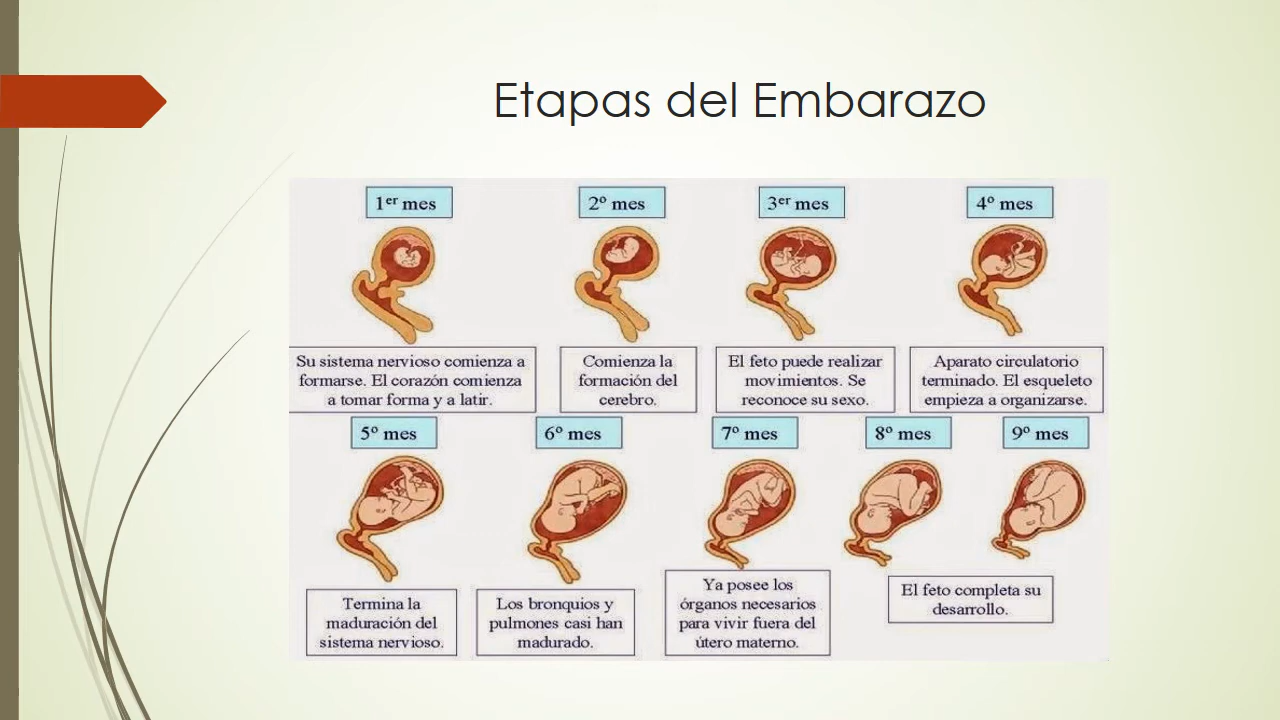 Etapas del Embarazo
1er mes
2º mes
3er mes
4º mes
Su sistema nervioso comienza a
formarse. El corazón comienza
a tomar forma y a latir.
Comienza la
formación del
cerebro.
El feto puede realizar
movimientos. Se
reconoce su sexo.
Aparato circulatorio
terminado. El esqueleto
empieza a organizarse.
5º mes
6º mes
7º mes
8º mes
9º mes
Termina la
maduración del
sistema nervioso.
Los bronquios y
pulmones casi han
madurado.
Ya posee los
órganos necesarios
para vivir fuera del
útero materno.
El feto completa su
desarrollo.